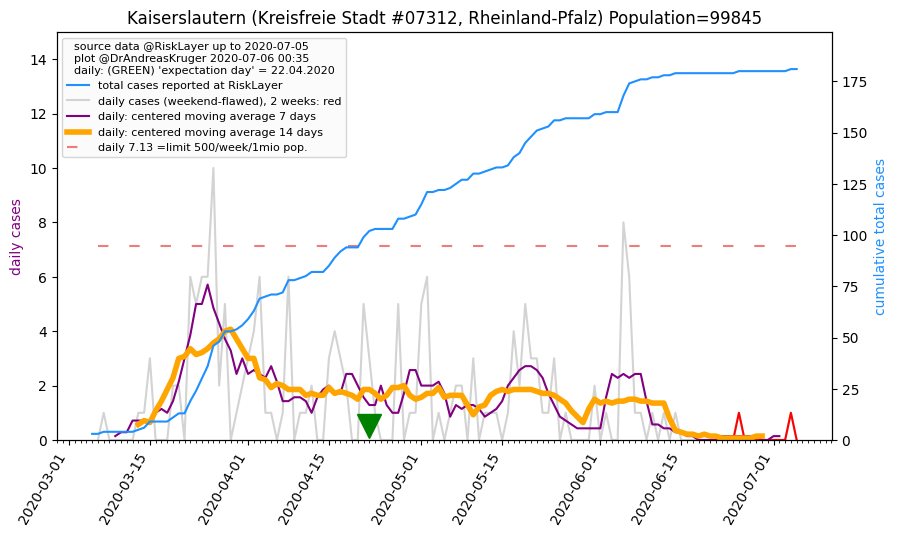 Kaiserslautern (Kreisfreie Stadt #07312, Rheinland-Pfalz) Population=99845
source data @RiskLayer up to 2020-07-05
plot @DrAndreasKruger 2020-07-06 00:35
daily: (GREEN) 'expectation day' = 22.04.2020
total cases reported at RiskLayer
daily cases (weekend-flawed), 2 weeks: red
daily: centered moving average 7 days
daily: centered moving average 14 days
daily 7.13 =limit 500/week/1mio pop.
daily cases
14
12
10
8
6
4
2
0
175
150
125
100
75
50
25
0
cumulative total cases
2020-03-01
2020-03-15
2020-04-01
2020-04-15
2020-05-01
2020-05-15
2020-06-01
2020-06-15
2020-07-01